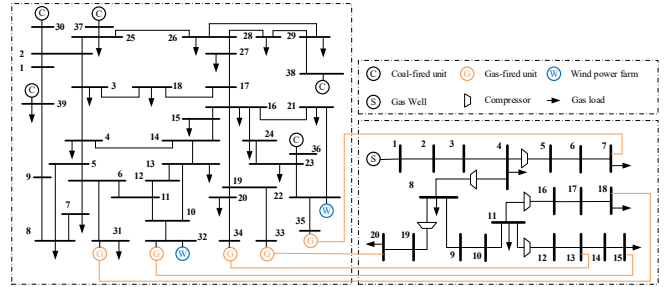 C C
30 37
25 26 28 29
2 27
1 38
C
C
39 3 18 17
16 21
15
24
C
36
23
4 14
5 13
9 6 12 19
11 20 22
7 10
8 31 32 34 33 35
W
G G W G G G
C Coal-fired unit G Gas-fired unit W Wind power farm
S Gas Well Compressor Gas load
S 1 2 3 4 5 6 7
8 16 17 18
20 19 11
9 10 12 13 14 15